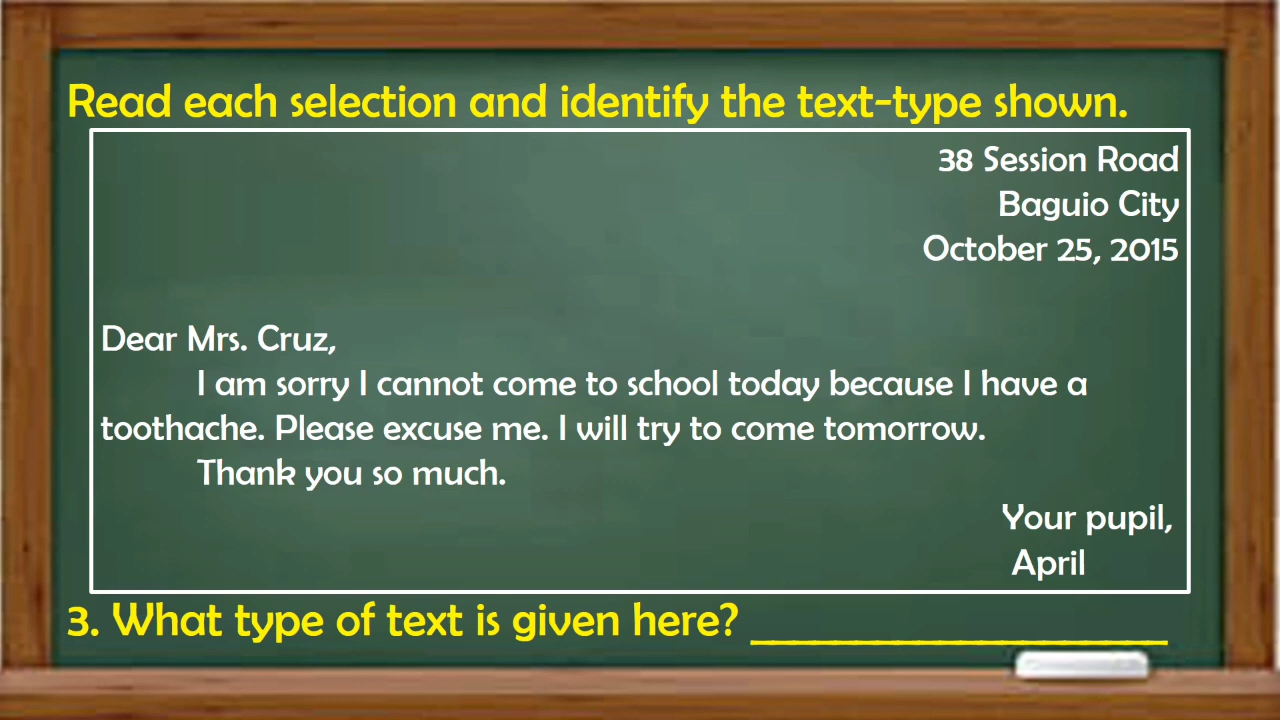 Read each selection and identify the text-type shown.
38 Session Road
Baguio City
October 25, 2015
Dear Mrs. Cruz,
I am sorry I cannot come to school today because I have a
toothache. Please excuse me. I will try to come tomorrow.
Thank you so much.
Your pupil,
April
3. What type of text is given here? ____________________